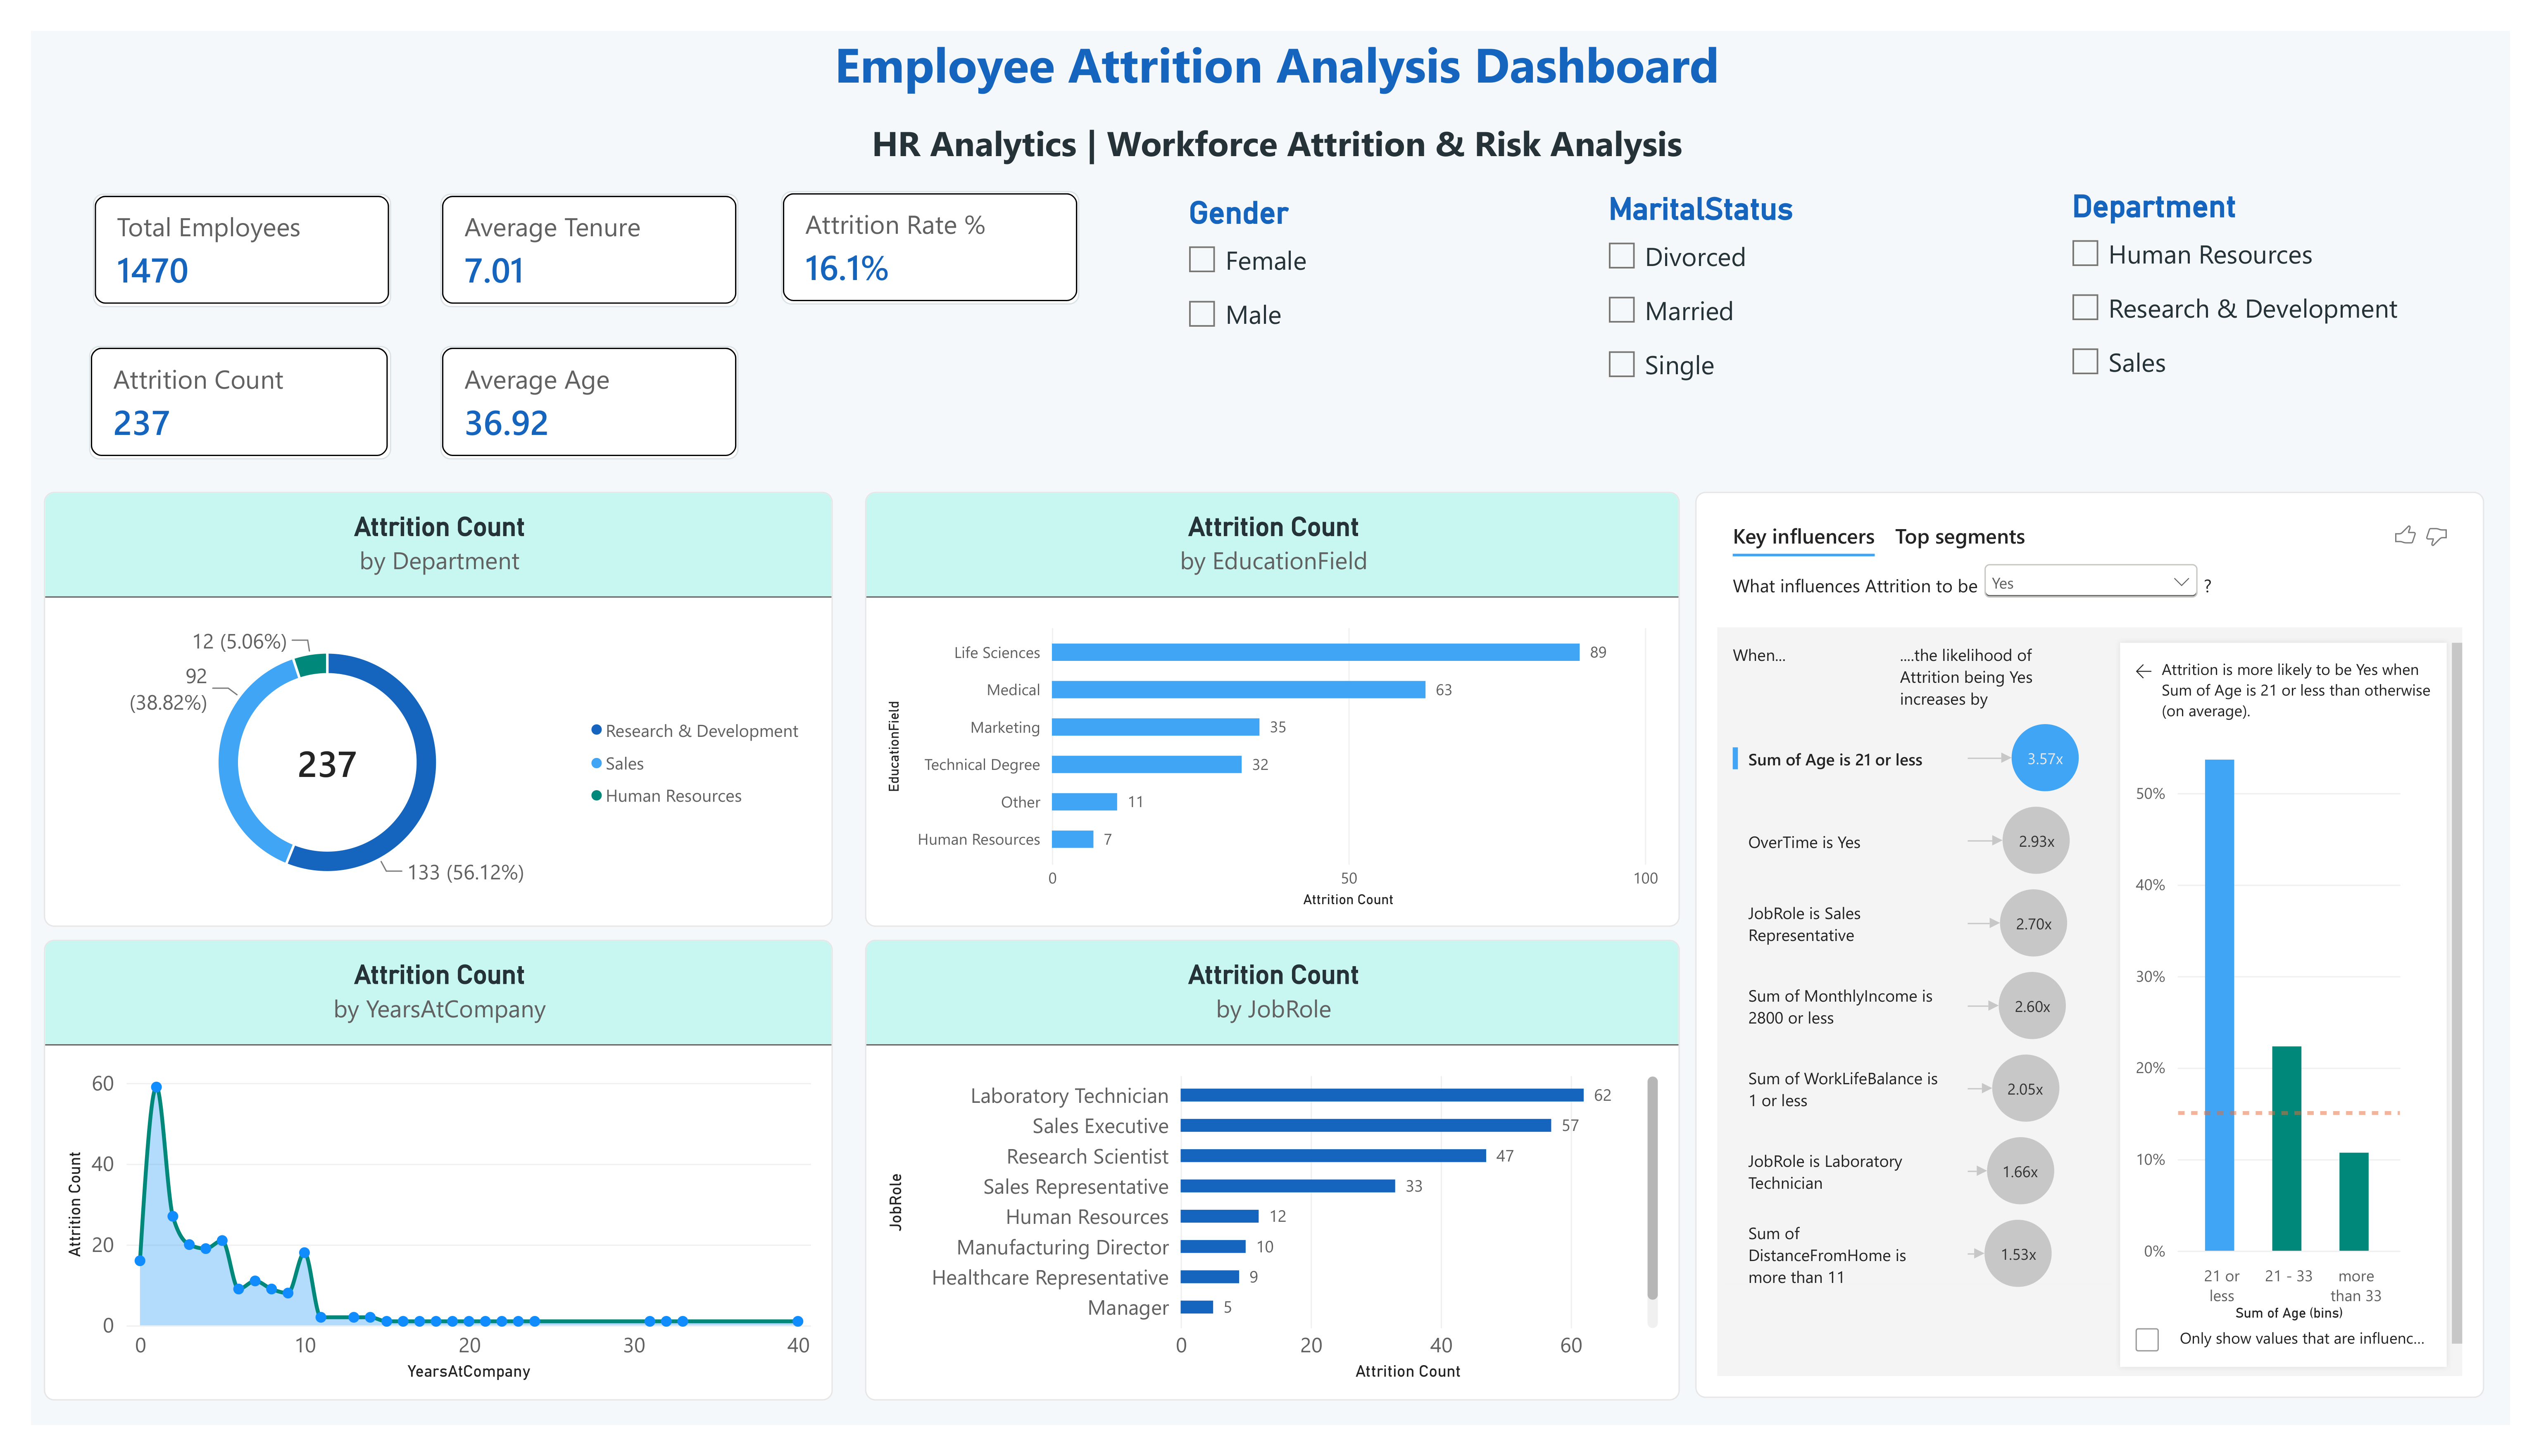 Employee Attrition Analysis Dashboard
HR Analytics | Workforce Attrition & Risk Analysis
Total Employees
1470
Average Tenure
7.01
Attrition Rate %
16.1%
Attrition Count
237
Average Age
36.92
Gender
Female
Male
MaritalStatus
Divorced
Married
Single
Department
Human Resources
Research & Development
Sales
Attrition Count
by Department
12 (5.06%)
92
(38.82%)
237
133 (56.12%)
Research & Development
Sales
Human Resources
Attrition Count
by EducationField
EducationField
Life Sciences 89
Medical 63
Marketing 35
Technical Degree 32
Other 11
Human Resources 7
0 50 100
Attrition Count
Attrition Count
by YearsAtCompany
Attrition Count
60
40
20
0
0 10 20 30 40
YearsAtCompany
Attrition Count
by JobRole
JobRole
Laboratory Technician 62
Sales Executive 57
Research Scientist 47
Sales Representative 33
Human Resources 12
Manufacturing Director 10
Healthcare Representative 9
Manager 5
0 20 40 60
Attrition Count
Key influencers Top segments
What influences Attrition to be Yes ?
When...
....the likelihood of
Attrition being Yes
increases by
Sum of Age is 21 or less 3.57x
OverTime is Yes 2.93x
JobRole is Sales
Representative
2.70x
Sum of MonthlyIncome is
2800 or less
2.60x
Sum of WorkLifeBalance is
1 or less
2.05x
JobRole is Laboratory
Technician
1.66x
Sum of
DistanceFromHome is
more than 11
1.53x
Attrition is more likely to be Yes when
Sum of Age is 21 or less than otherwise
(on average).
50%
40%
30%
20%
10%
0%
21 or
less
21 - 33
more
than 33
Sum of Age (bins)
Only show values that are influenc...